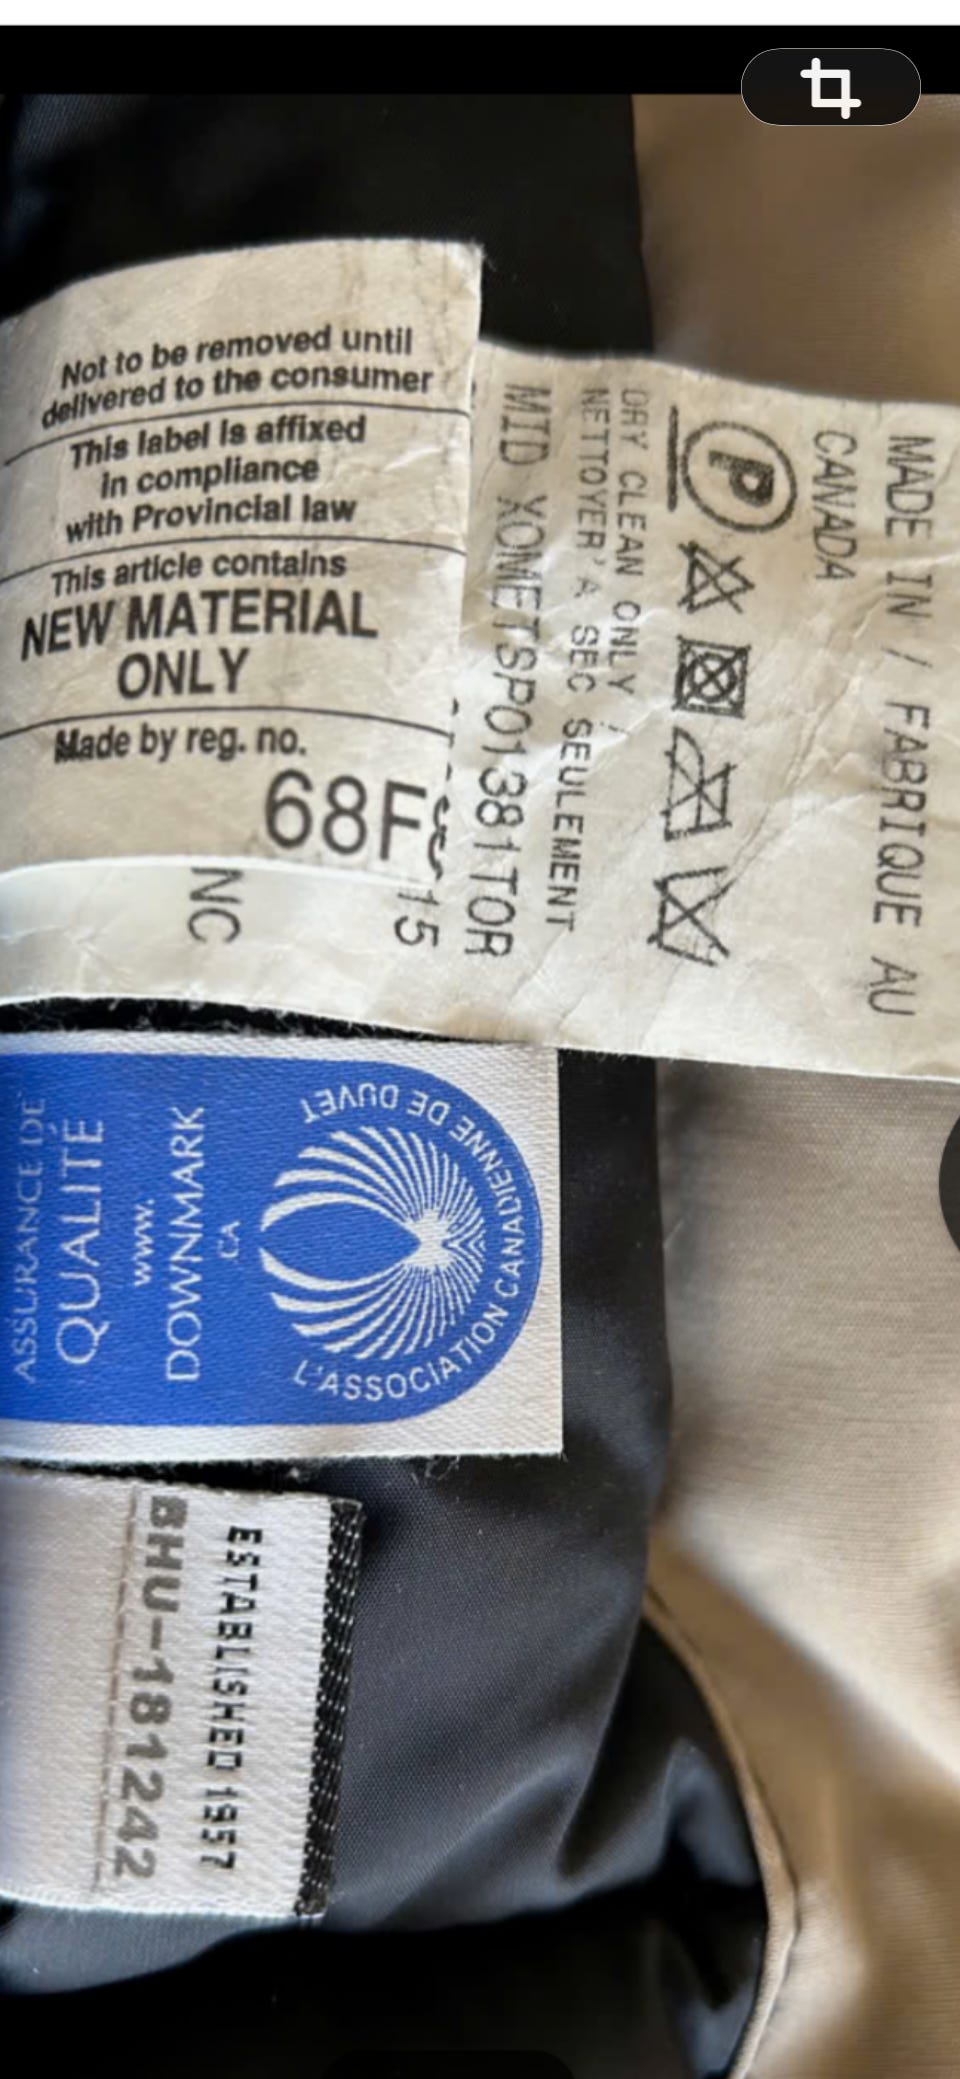 Not to be removed until
delivered to the consumer
This label is affixed
in compliance
with Provincial law
This article contains
NEW MATERIAL
ONLY
Made by reg. no.
68F
MADE IN / FABRIQUE AU
CANADA
P
DRY CLEAN ONLY /
NETTOYER'A SEC SEULEMENT
MID XOMETSP01381TOR
15
NC
L'ASSOCIATION CANADIENNE DE DUVET
CA
DOWNMARK
www.
QUALITÉ
ASSURANCE DE
ESTABLISHED 1957
BHU-181242